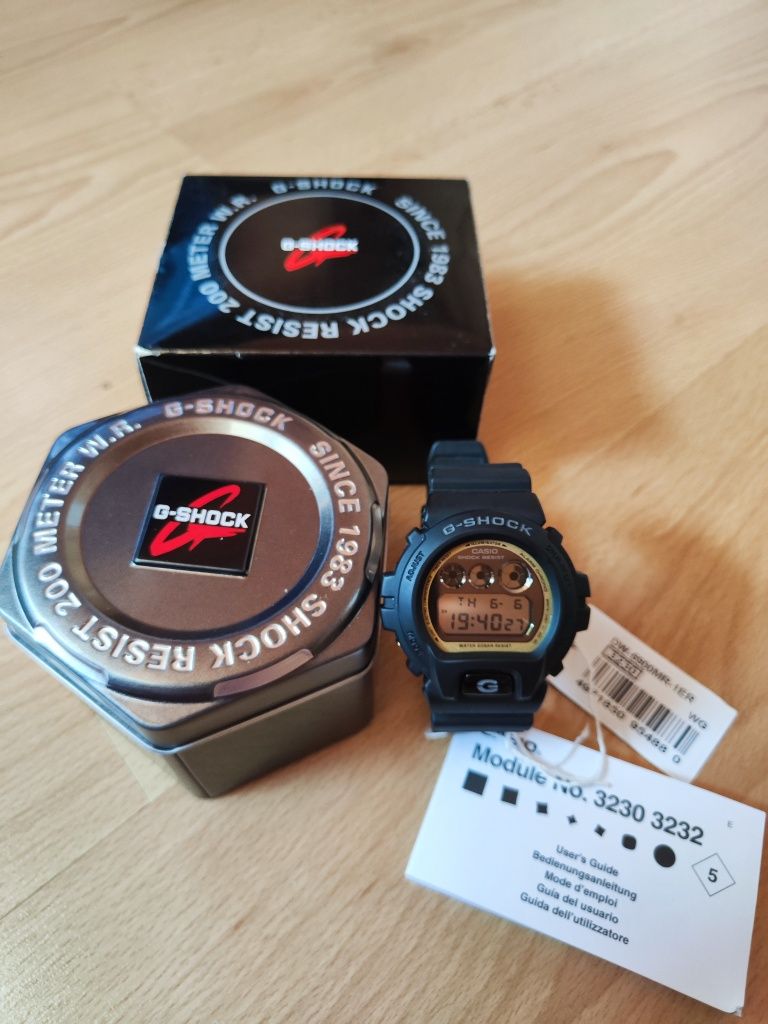 G-SHOCK
SINCE 1983 SHOCK RESIST 200 METER W.R.
G-SHOCK
G-SHOCK
SINCE 1983 SHOCK RESIST 200 METER W.R.
G-SHOCK
G-SHOCK
ADJUST
CASIO
SHOCK RESIST
TH 6- 6
19:40 27
WATER 20BAR RESIST
G
DW-6900MR-1ER
3230
WG
Module No. 3230 3232
E
5
User's Guide
Bedienungsanleitung
Mode d'emploi
Guía del usuario
Guida dell'utilizzatore